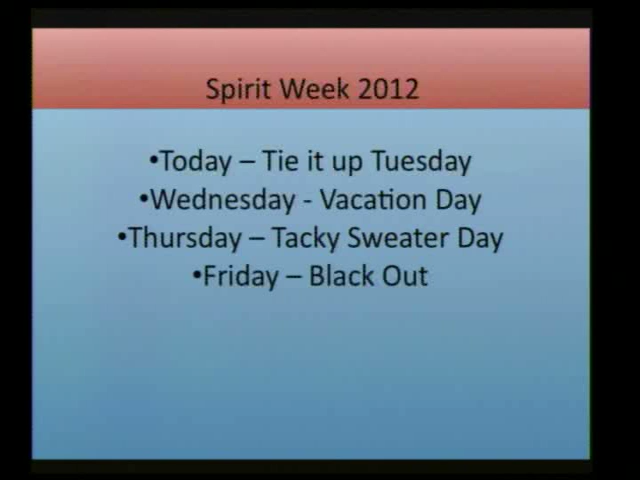 Spirit Week 2012
•Today – Tie it up Tuesday
•Wednesday - Vacation Day
•Thursday – Tacky Sweater Day
•Friday – Black Out